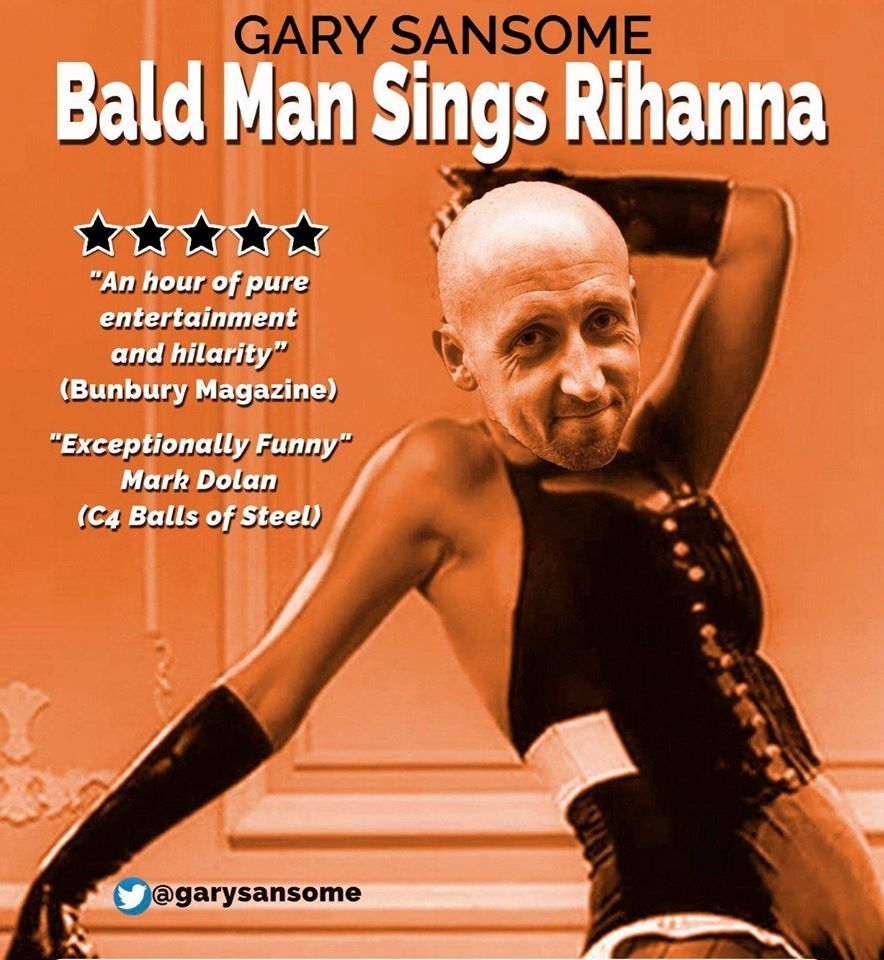 GARY SANSOME
Bald Man Sings Rihanna
"An hour of pure
entertainment
and hilarity”
(Bunbury Magazine)
"Exceptionally Funny"
Mark Dolan
(C4 Balls of Steel)
@garysansome